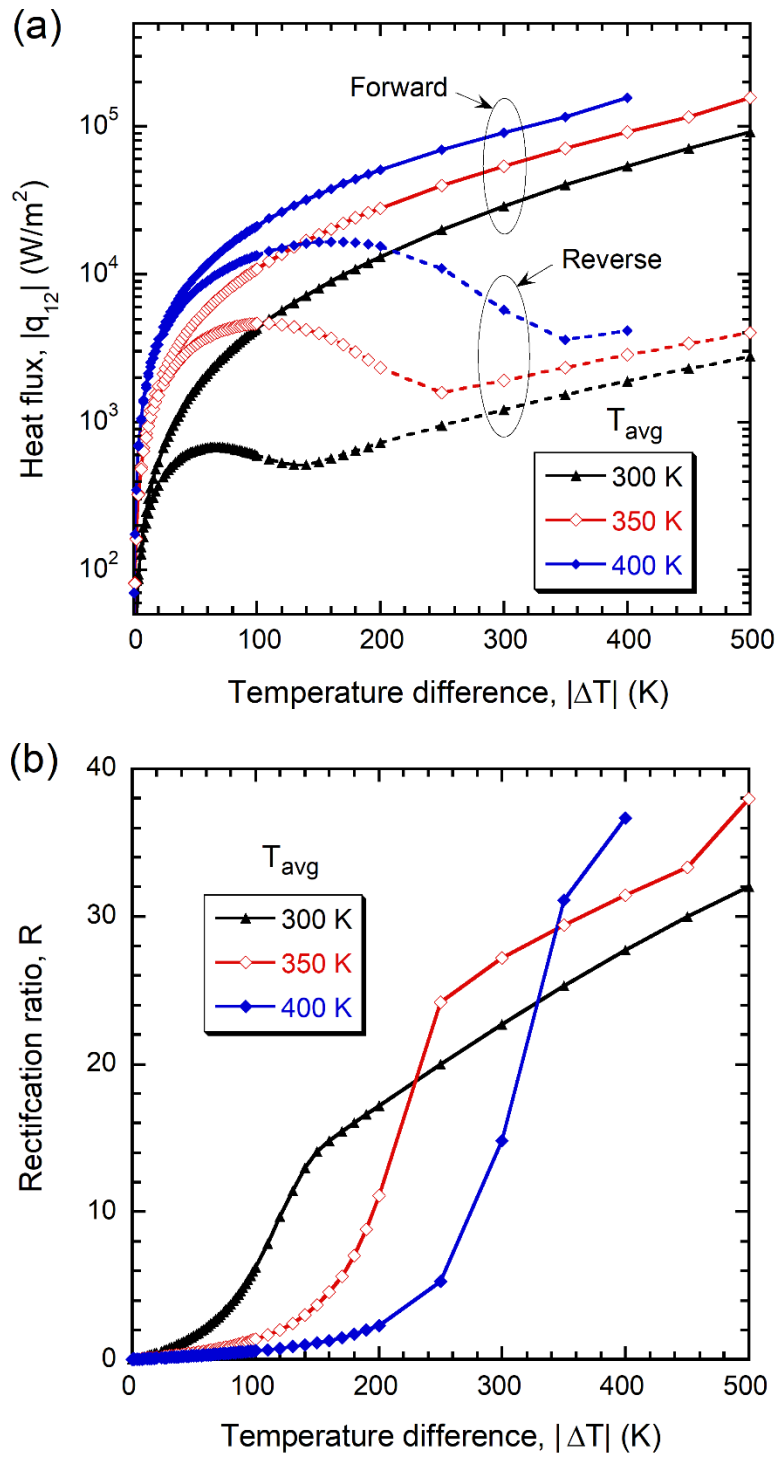 (a)
Heat flux, |q12| (W/m2)
10^5
10^4
10^3
10^2
Forward
Reverse
Tavg
300 K
350 K
400 K
0 100 200 300 400 500
Temperature difference, |ΔT| (K)
(b)
Rectifcation ratio, R
40
30
20
10
0
Tavg
300 K
350 K
400 K
0 100 200 300 400 500
Temperature difference, | ΔT| (K)